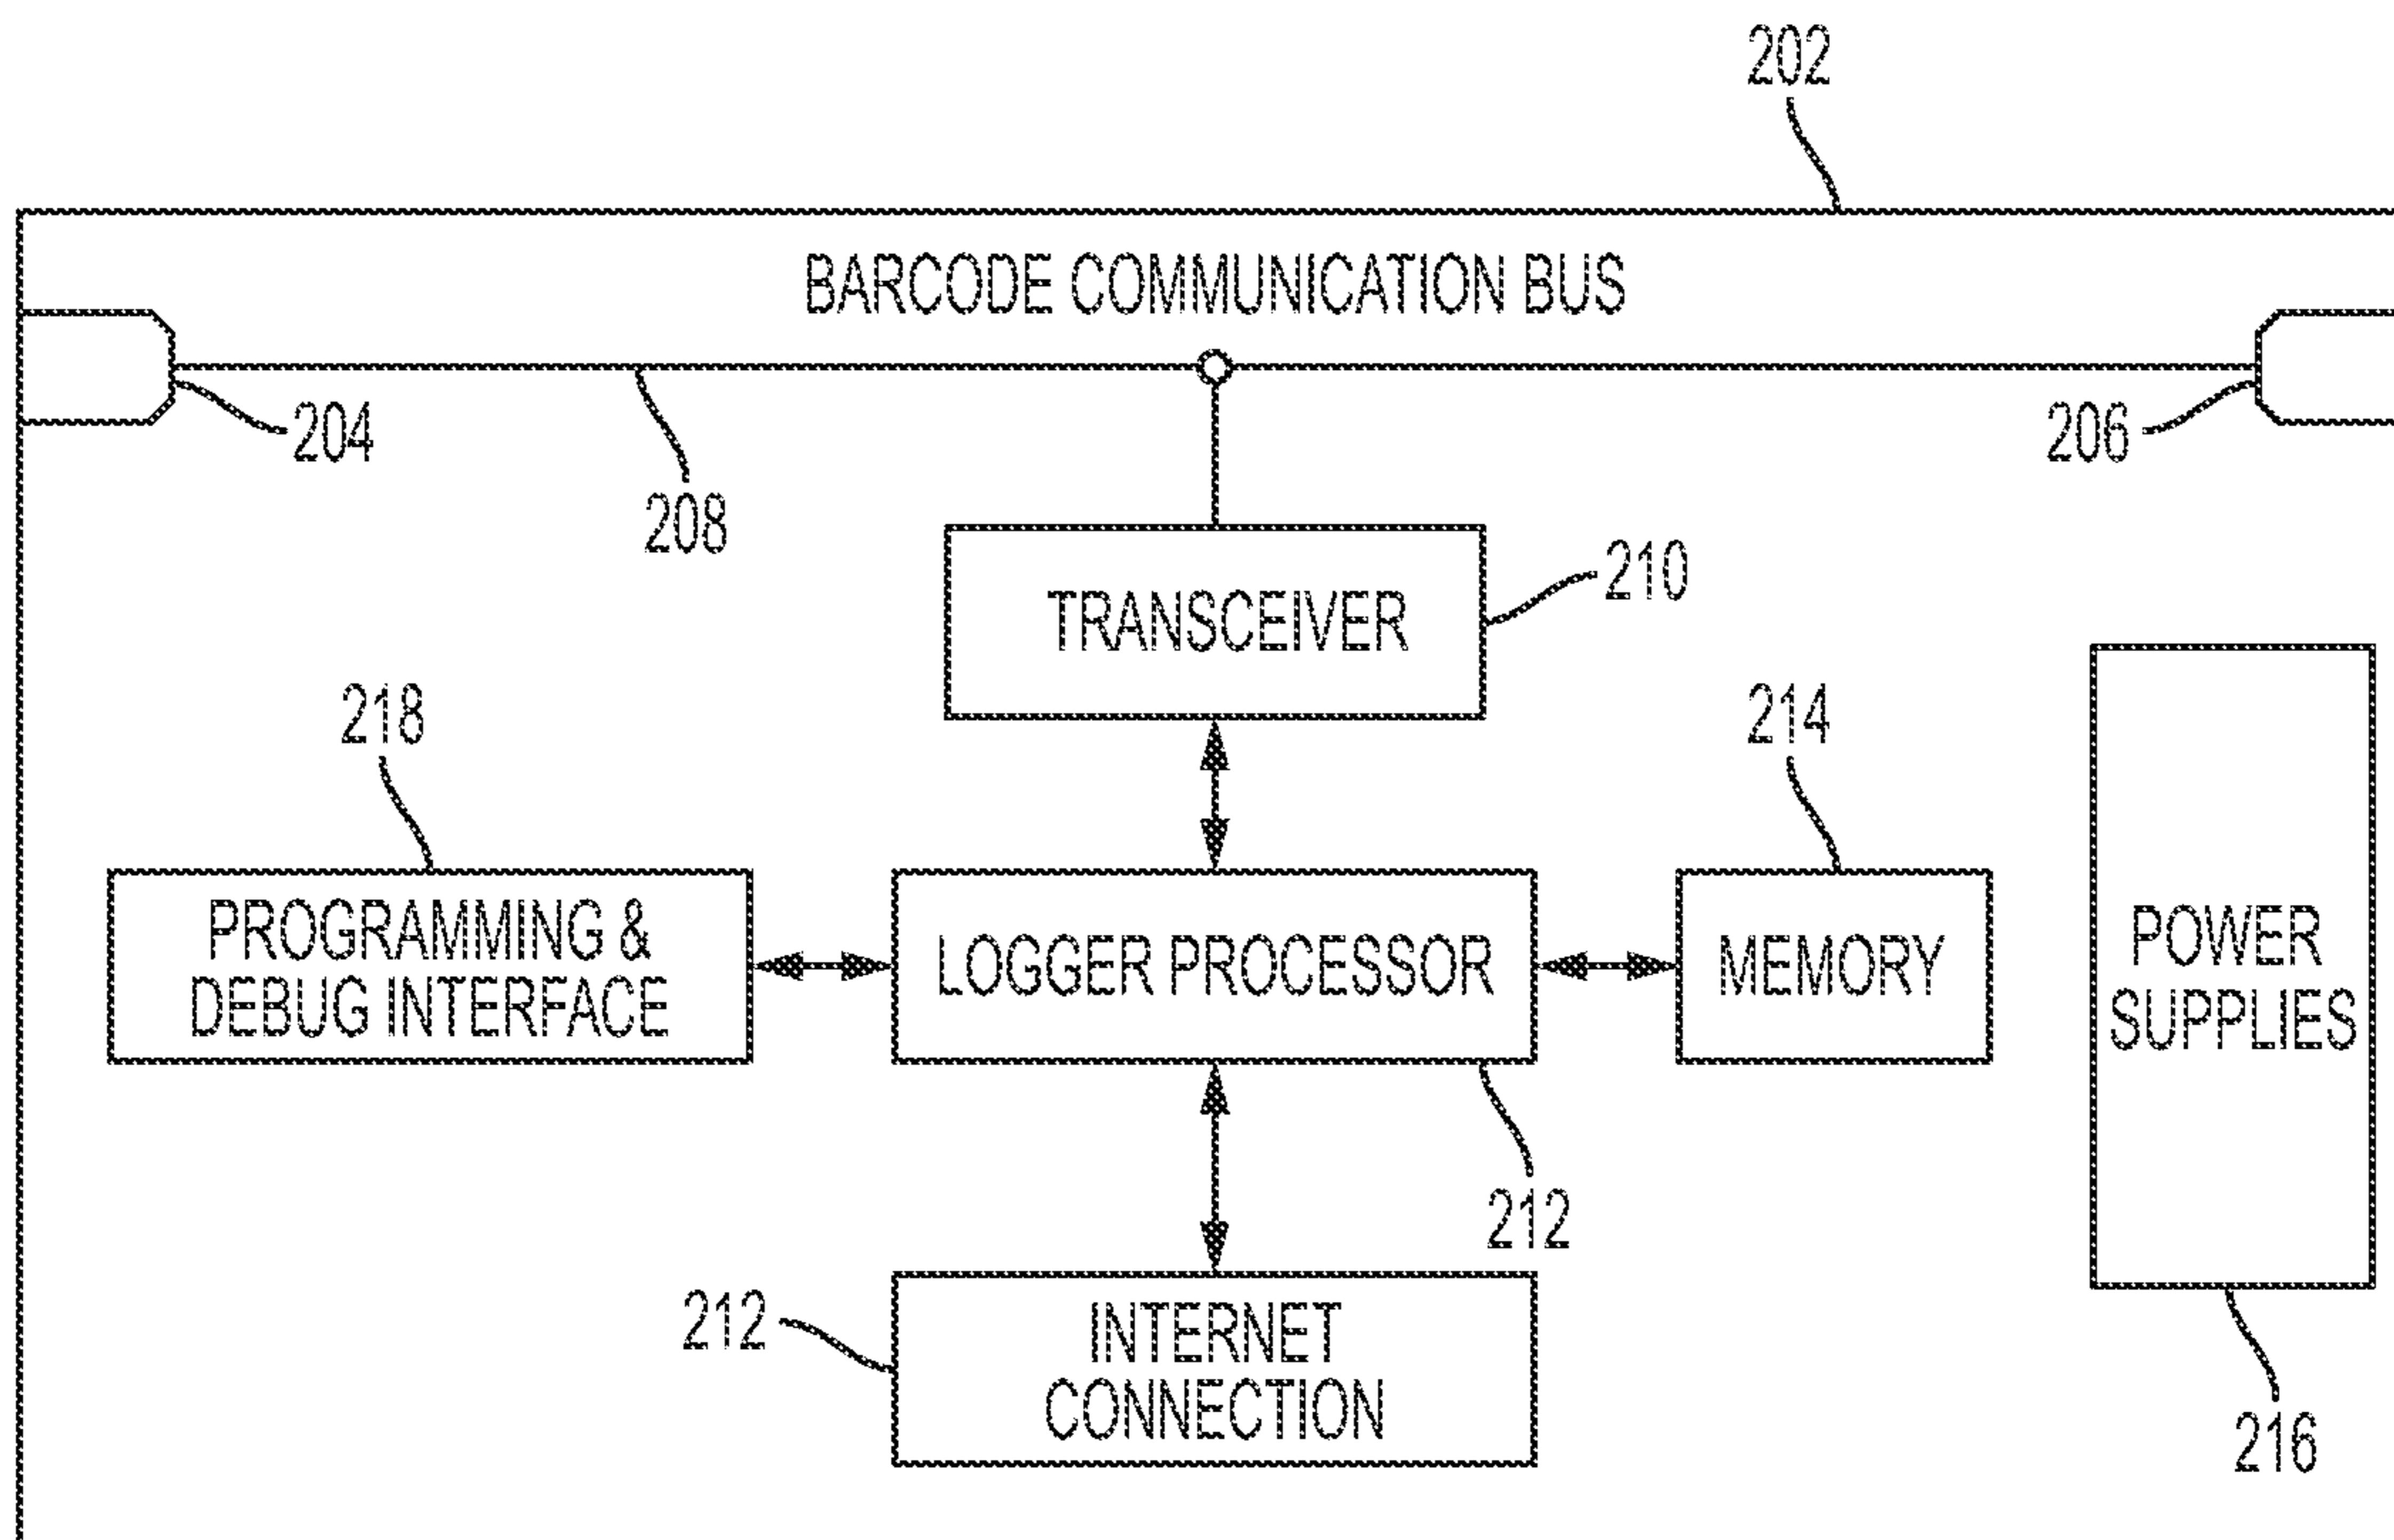 202
BARCODE COMMUNICATION BUS
204
206
208
TRANSCEIVER
210
218
214
PROGRAMMING &
DEBUG INTERFACE
LOGGER PROCESSOR
MEMORY
POWER
SUPPLIES
212
212
INTERNET
CONNECTION
216